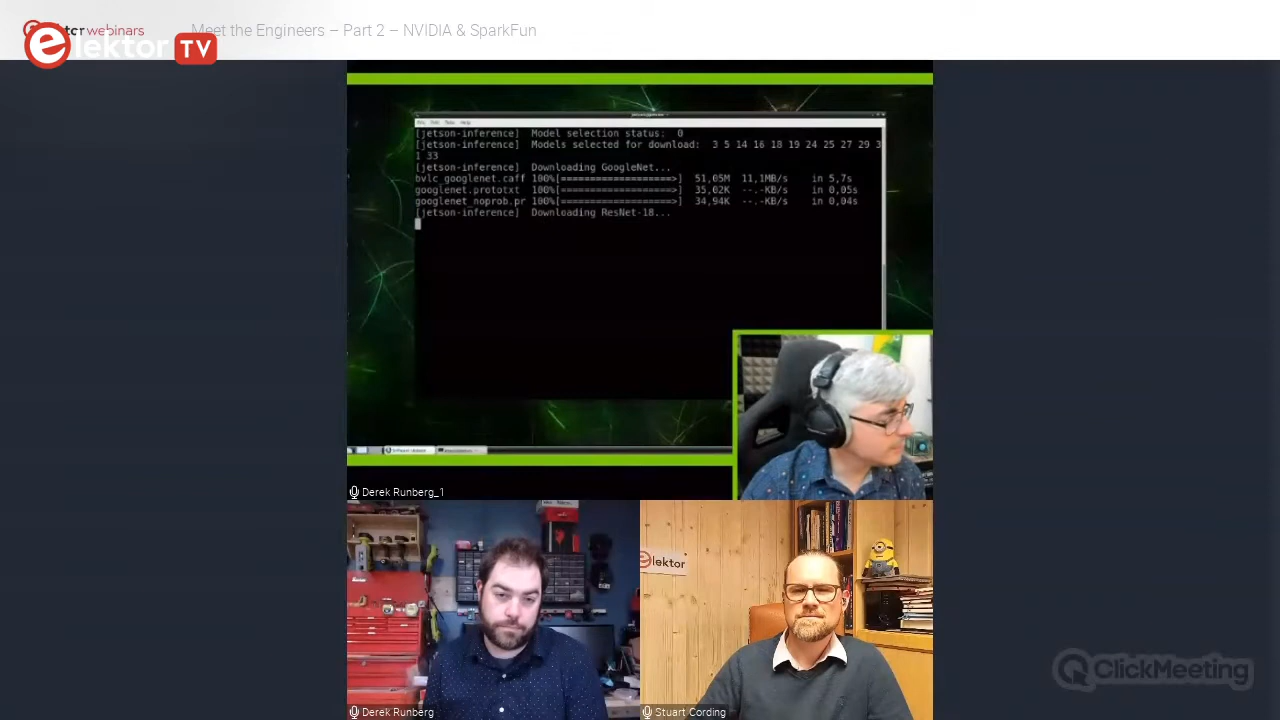 webinars
Meet the Engineers – Part 2 – NVIDIA & SparkFun
elektor TV
File Edit Tabs Help
[jetson-inference] Model selection status: 0
[jetson-inference] Models selected for download: 3 5 14 16 18 19 24 25 27 29 3
1 33
[jetson-inference] Downloading GoogleNet...
bvlc_googlenet.caff 100%[===================>] 51,05M 11,1MB/s in 5,7s
googlenet.prototxt 100%[===================>] 35,02K --.-KB/s in 0,05s
googlenet_noprob.pr 100%[===================>] 34,94K --.-KB/s in 0,04s
[jetson-inference] Downloading ResNet-18...
Derek Runberg_1
elektor
Derek Runberg
Stuart Cording
ClickMeeting